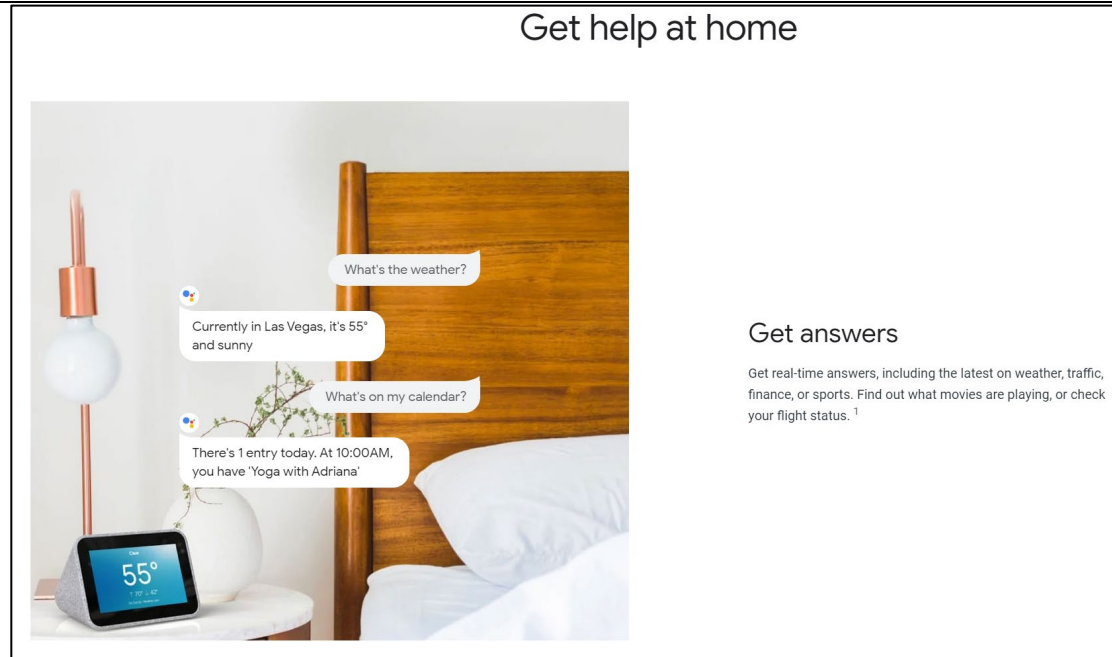 Get help at home
What's the weather?
Currently in Las Vegas, it's 55°
and sunny
What's on my calendar?
There's 1 entry today. At 10:00AM,
you have 'Yoga with Adriana'
Clear
55°
Get answers
Get real-time answers, including the latest on weather, traffic,
finance, or sports. Find out what movies are playing, or check
your flight status. 1